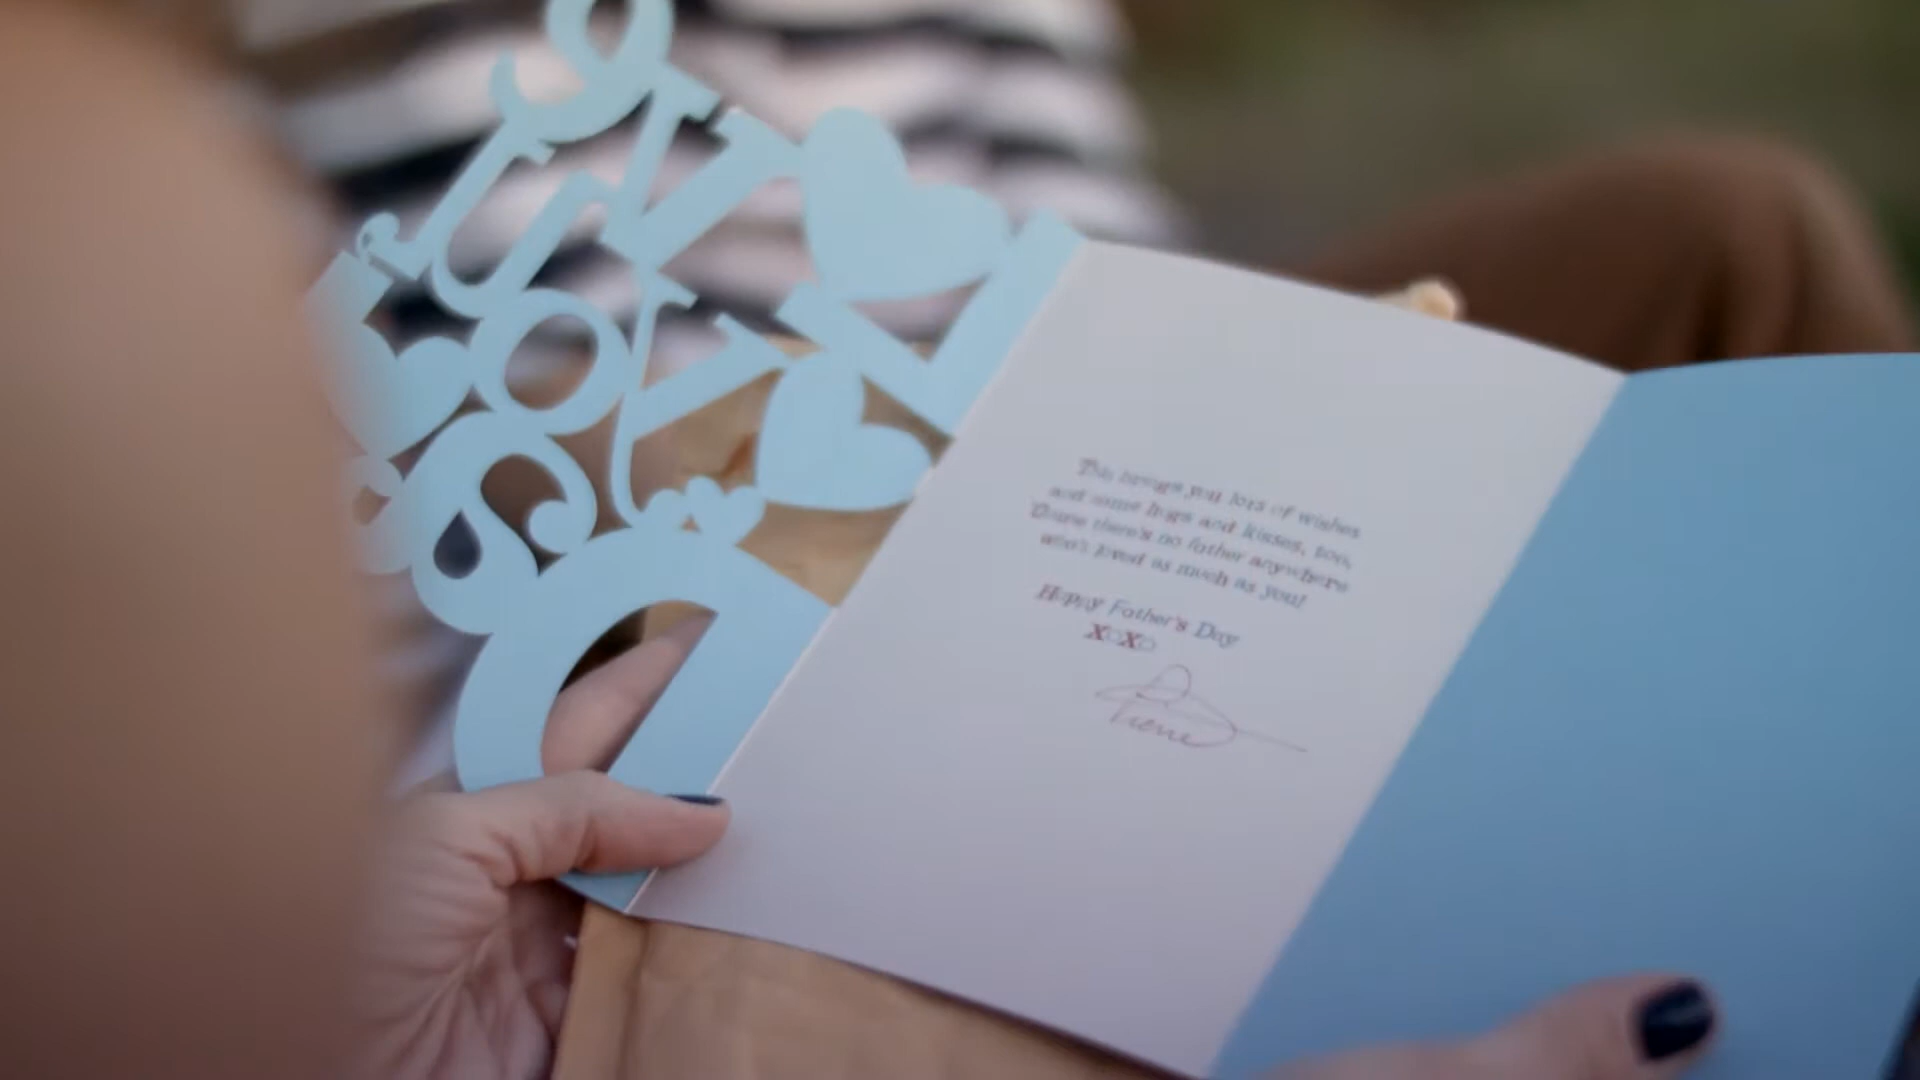 This brings you lots of wishes
and some hugs and kisses, too,
'Cause there's no father anywhere
who's loved as much as you!
Happy Father's Day
XOXO
Irene